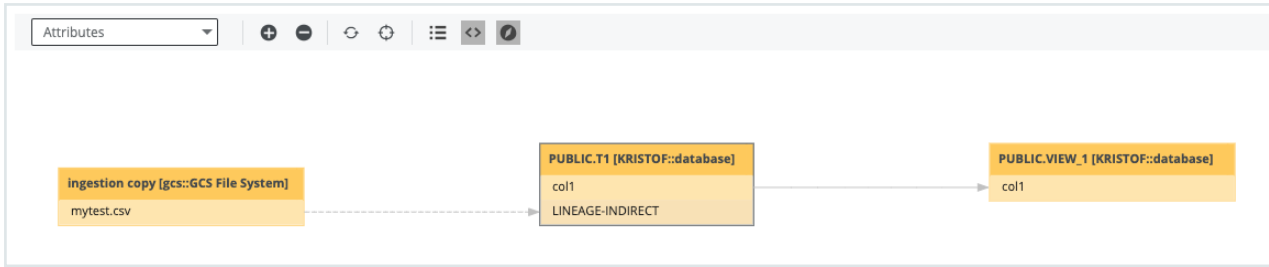 Attributes
ingestion copy [gcs::GCS File System]
mytest.csv
PUBLIC.T1 [KRISTOF::database]
col1
LINEAGE-INDIRECT
PUBLIC.VIEW_1 [KRISTOF::database]
col1